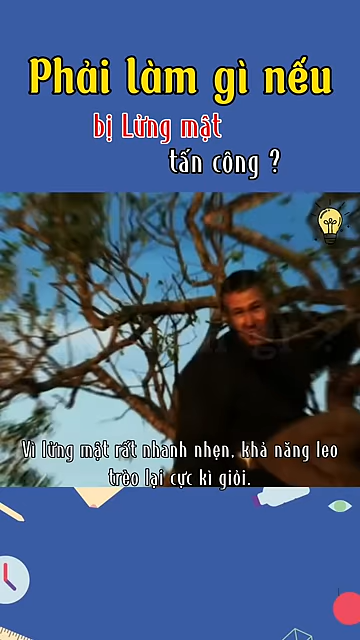 Phải làm gì nếu
bị Lửng mật
tấn công ?
Vì lửng mật rất nhanh nhẹn, khả năng leo
trèo lại cực kì giỏi.